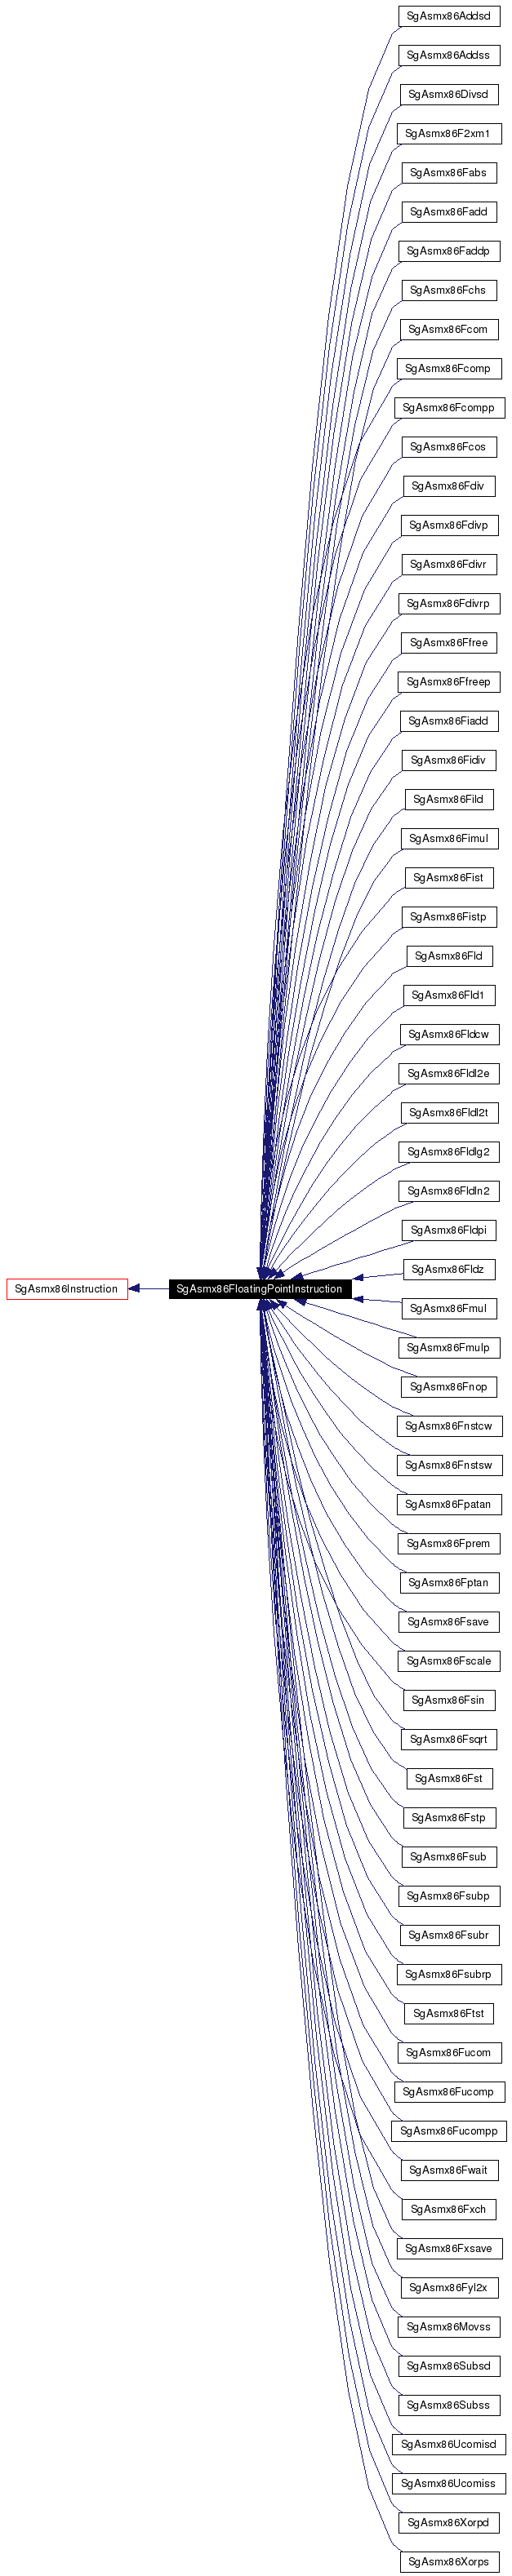 SgAsmx86Addsd
SgAsmx86Addss
SgAsmx86Divsd
SgAsmx86F2xm1
SgAsmx86Fabs
SgAsmx86Fadd
SgAsmx86Faddp
SgAsmx86Fchs
SgAsmx86Fcom
SgAsmx86Fcomp
SgAsmx86Fcompp
SgAsmx86Fcos
SgAsmx86Fdiv
SgAsmx86Fdivp
SgAsmx86Fdivr
SgAsmx86Fdivrp
SgAsmx86Ffree
SgAsmx86Ffreep
SgAsmx86Fiadd
SgAsmx86Fidiv
SgAsmx86Fild
SgAsmx86Fimul
SgAsmx86Fist
SgAsmx86Fistp
SgAsmx86Fld
SgAsmx86Fld1
SgAsmx86Fldcw
SgAsmx86Fldl2e
SgAsmx86Fldl2t
SgAsmx86Fldlg2
SgAsmx86Fldln2
SgAsmx86Fldpi
SgAsmx86Fldz
SgAsmx86Instruction
SgAsmx86FloatingPointInstruction
SgAsmx86Fmul
SgAsmx86Fmulp
SgAsmx86Fnop
SgAsmx86Fnstcw
SgAsmx86Fnstsw
SgAsmx86Fpatan
SgAsmx86Fprem
SgAsmx86Fptan
SgAsmx86Fsave
SgAsmx86Fscale
SgAsmx86Fsin
SgAsmx86Fsqrt
SgAsmx86Fst
SgAsmx86Fstp
SgAsmx86Fsub
SgAsmx86Fsubp
SgAsmx86Fsubr
SgAsmx86Fsubrp
SgAsmx86Ftst
SgAsmx86Fucom
SgAsmx86Fucomp
SgAsmx86Fucompp
SgAsmx86Fwait
SgAsmx86Fxch
SgAsmx86Fxsave
SgAsmx86Fyl2x
SgAsmx86Movss
SgAsmx86Subsd
SgAsmx86Subss
SgAsmx86Ucomisd
SgAsmx86Ucomiss
SgAsmx86Xorpd
SgAsmx86Xorps